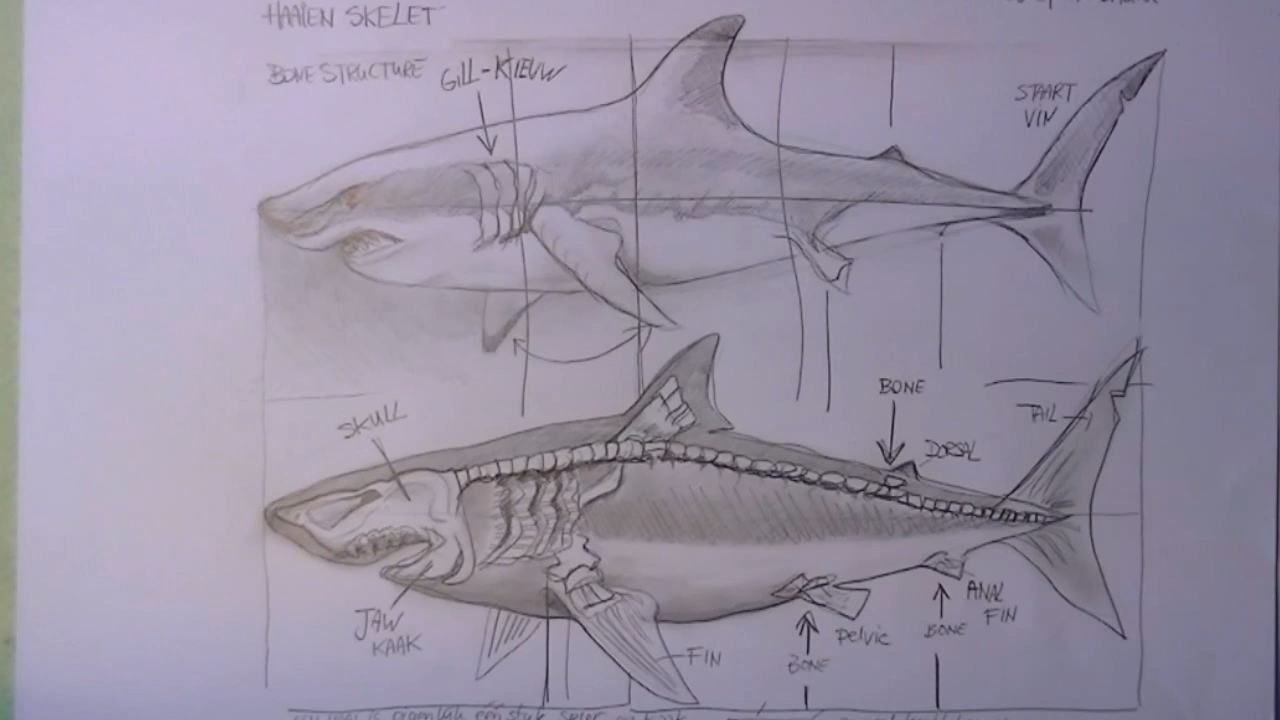 HAAIEN SKELET
BONE STRUCTURE
GILL-KIEUW
STAART
VIN
SKULL
BONE
TAIL
DORSAL
JAW
KAAK
FIN
BONE
Pelvic
BONE
ANAL
FIN